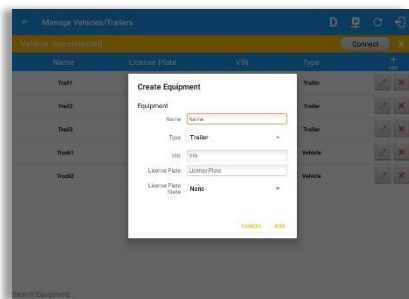 Manage Vehicles/Trailers
D
Vehicle disconnected
Connect
X
Name
License Plate
VIN
Type
+
ADD
Trail1
Trailer
Trail2
Trailer
Trail3
Trailer
Truck1
Vehicle
Truck2
Vehicle
Create Equipment
Equipment
Name
Name
Type
Trailer
VIN
VIN
License Plate
License Plate
License Plate
State
None
CANCEL
ADD
Search Equipment